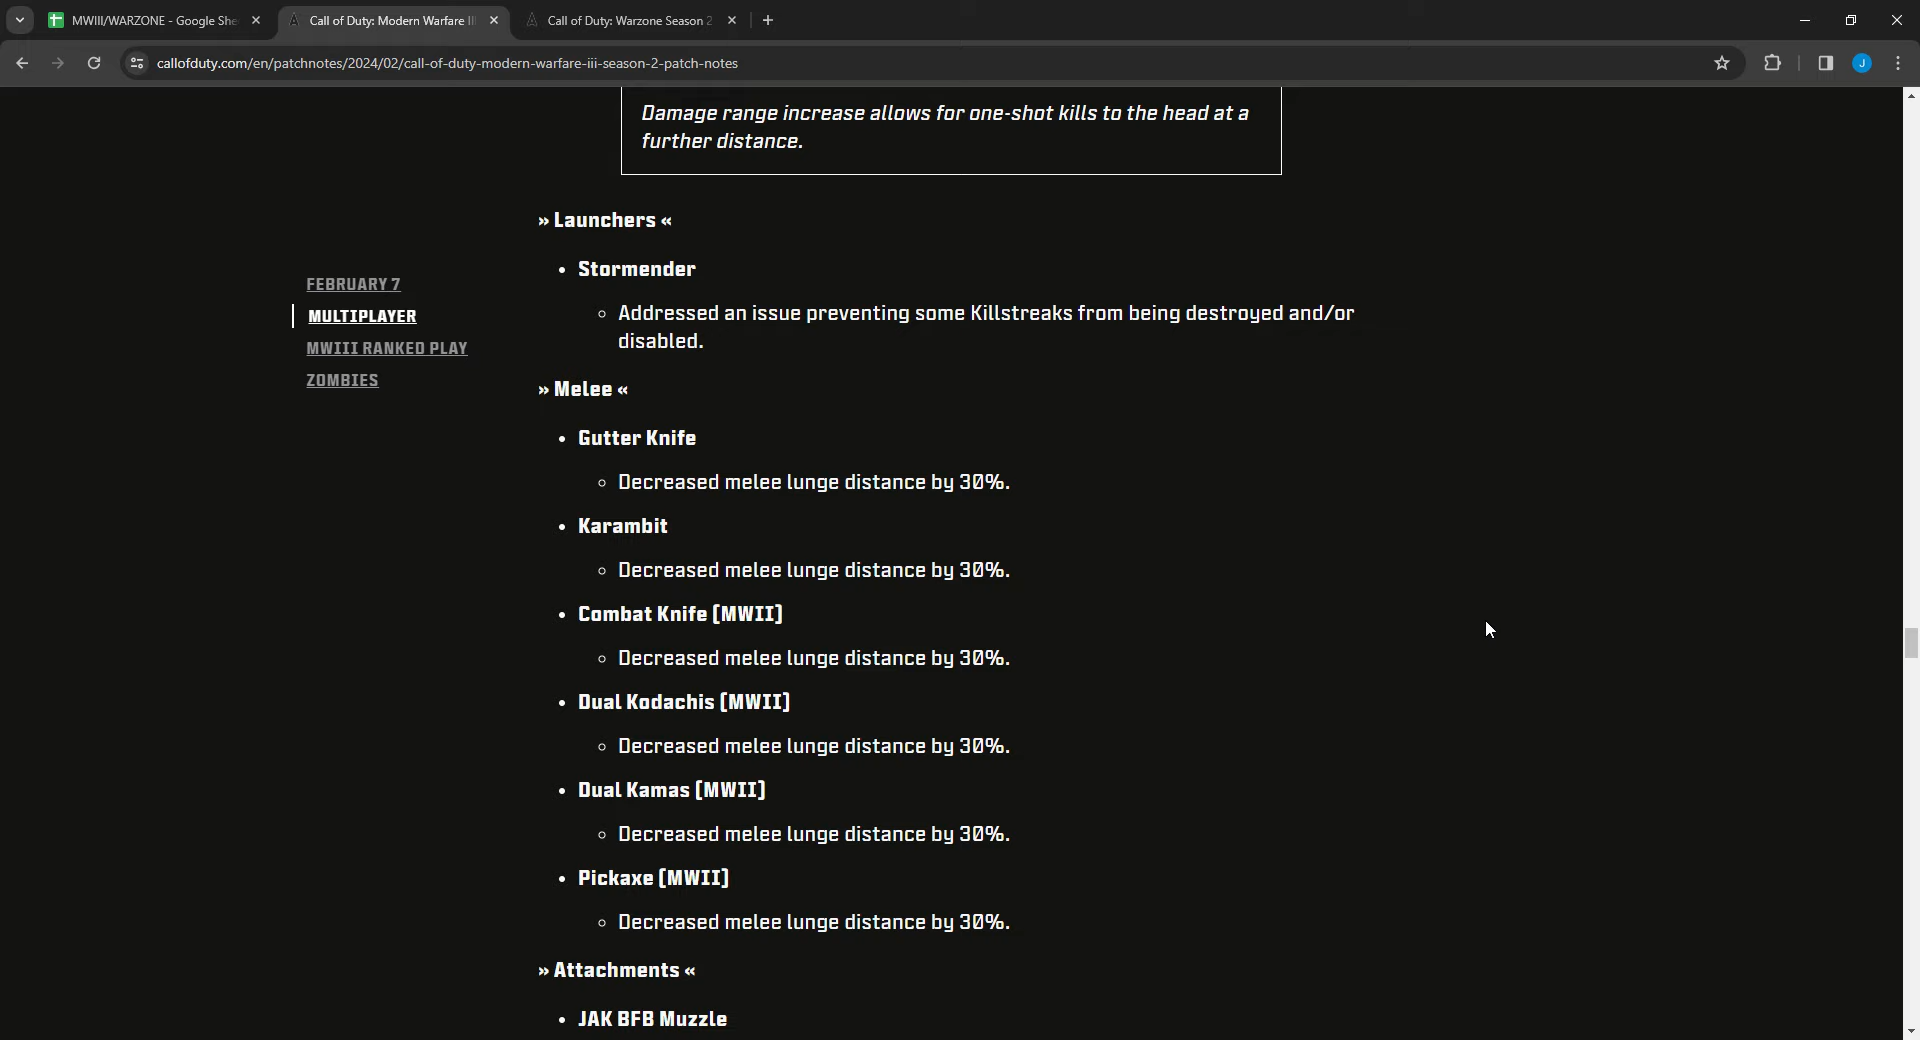 MWIII/WARZONE - Google She
Call of Duty: Modern Warfare II
Call of Duty: Warzone Season 2
callofduty.com/en/patchnotes/2024/02/call-of-duty-modern-warfare-iii-season-2-patch-notes
J
Damage range increase allows for one-shot kills to the head at a
further distance.
» Launchers «
• Stormender
FEBRUARY 7
MULTIPLAYER
MWIII RANKED PLAY
ZOMBIES
Addressed an issue preventing some Killstreaks from being destroyed and/or
disabled.
» Melee «
• Gutter Knife
Decreased melee lunge distance by 30%.
• Karambit
Decreased melee lunge distance by 30%.
• Combat Knife [MWII]
Decreased melee lunge distance by 30%.
• Dual Kodachis [MWII]
Decreased melee lunge distance by 30%.
• Dual Kamas [MWII]
Decreased melee lunge distance by 30%.
• Pickaxe [MWII]
Decreased melee lunge distance by 30%.
» Attachments «
• JAK BFB Muzzle